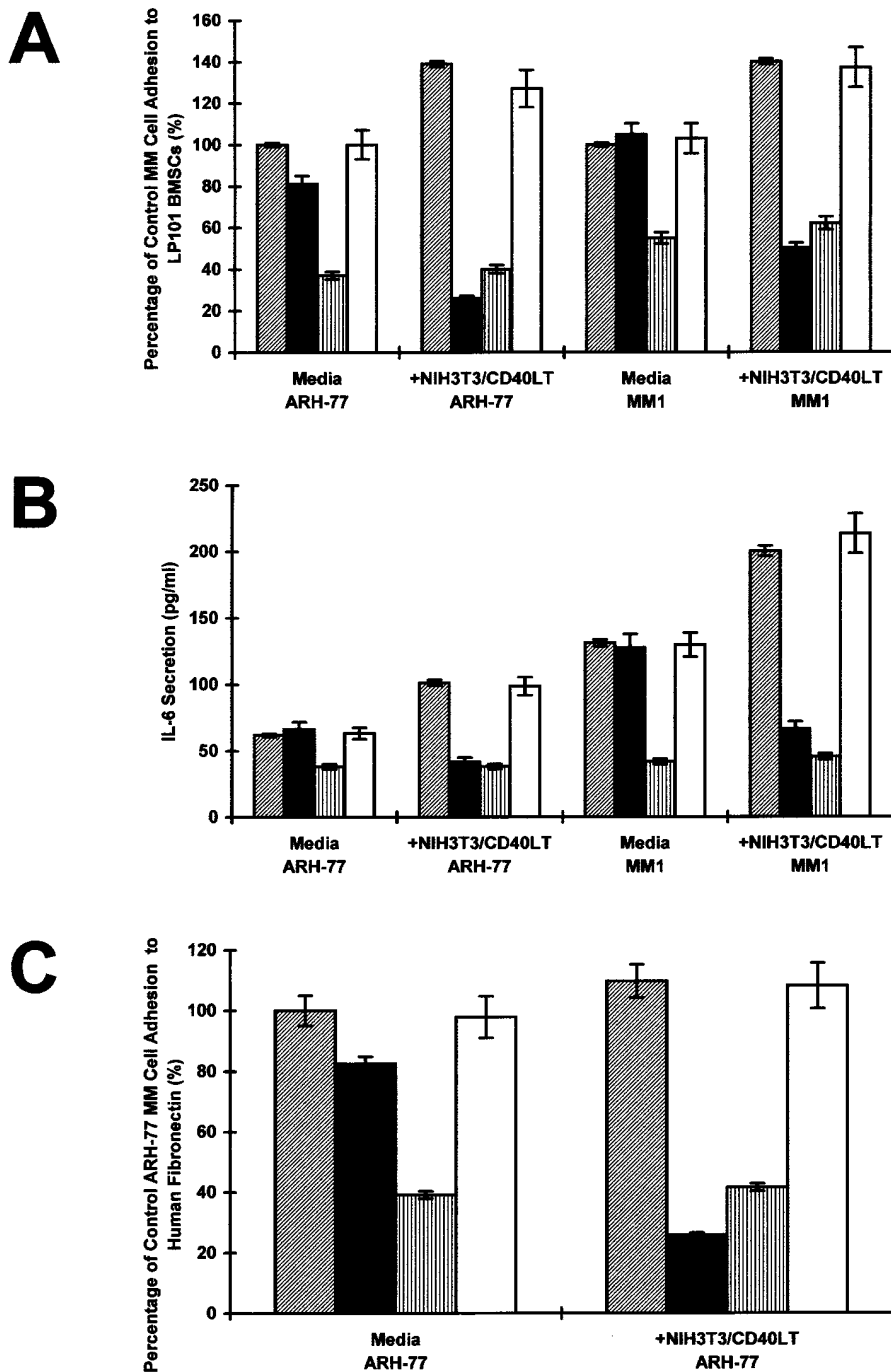 A
Percentage of Control MM Cell Adhesion to
LP101 BMSCs (%)
160
140
120
100
80
60
40
20
0
Media
ARH-77
+NIH3T3/CD40LT
ARH-77
Media
MM1
+NIH3T3/CD40LT
MM1
B
IL-6 Secretion (pg/ml)
250
200
150
100
50
0
Media
ARH-77
+NIH3T3/CD40LT
ARH-77
Media
MM1
+NIH3T3/CD40LT
MM1
C
Percentage of Control ARH-77 MM Cell Adhesion to
Human Fibronectin (%)
120
100
80
60
40
20
0
Media
ARH-77
+NIH3T3/CD40LT
ARH-77